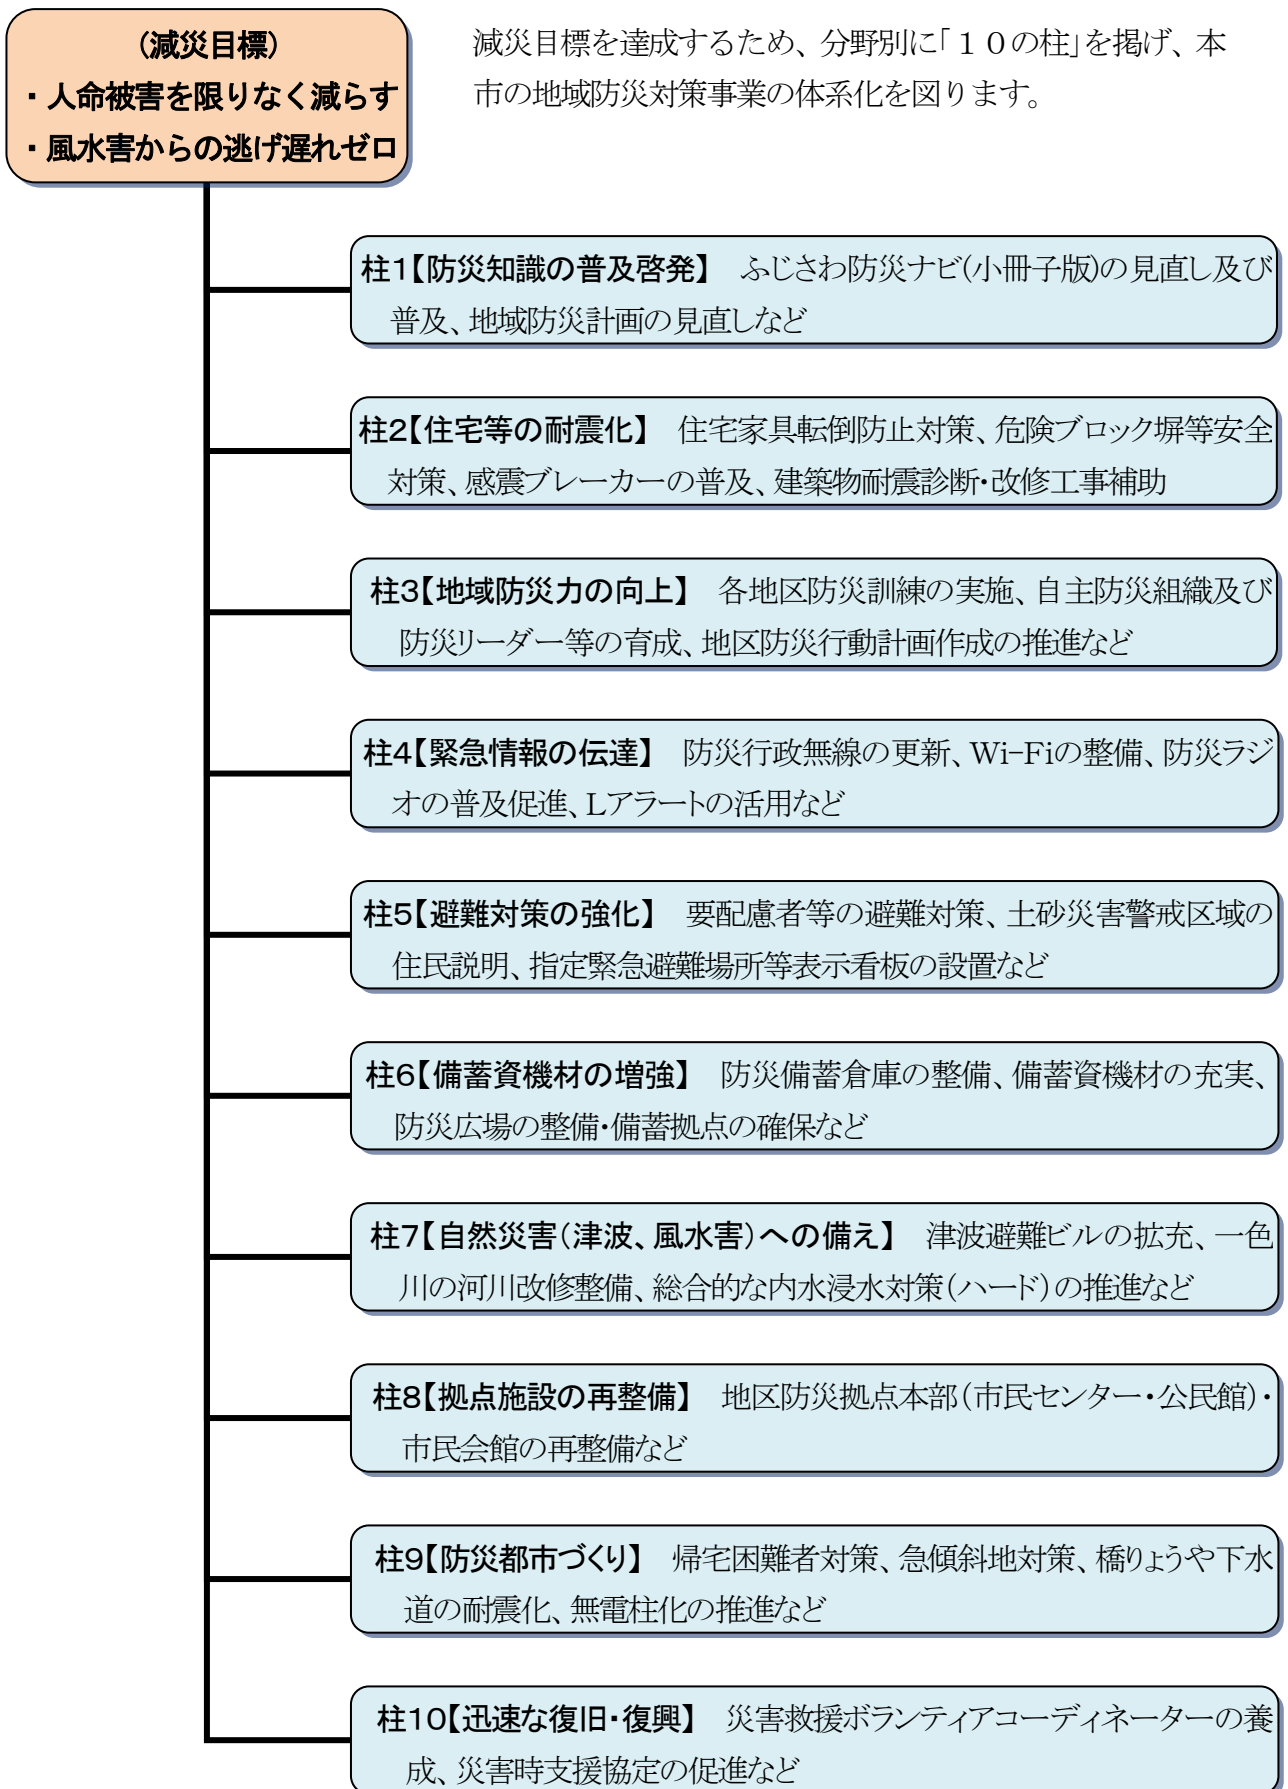 (減災目標)
・人命被害を限りなく減らす
・風水害からの逃げ遅れゼロ
減災目標を達成するため、分野別に「１０の柱」を掲げ、本
市の地域防災対策事業の体系化を図ります。
柱1【防災知識の普及啓発】　ふじさわ防災ナビ(小冊子版)の見直し及び
普及、地域防災計画の見直しなど
柱2【住宅等の耐震化】　住宅家具転倒防止対策、危険ブロック塀等安全
対策、感震ブレーカーの普及、建築物耐震診断・改修工事補助
柱3【地域防災力の向上】　各地区防災訓練の実施、自主防災組織及び
防災リーダー等の育成、地区防災行動計画作成の推進など
柱4【緊急情報の伝達】　防災行政無線の更新、Wi-Fiの整備、防災ラジ
オの普及促進、Lアラートの活用など
柱5【避難対策の強化】　要配慮者等の避難対策、土砂災害警戒区域の
住民説明、指定緊急避難場所等表示看板の設置など
柱6【備蓄資機材の増強】　防災備蓄倉庫の整備、備蓄資機材の充実、
防災広場の整備・備蓄拠点の確保など
柱7【自然災害（津波、風水害）への備え】　津波避難ビルの拡充、一色
川の河川改修整備、総合的な内水浸水対策（ハード）の推進など
柱8【拠点施設の再整備】　地区防災拠点本部（市民センター・公民館）・
市民会館の再整備など
柱9【防災都市づくり】　帰宅困難者対策、急傾斜地対策、橋りょうや下水
道の耐震化、無電柱化の推進など
柱10【迅速な復旧・復興】　災害救援ボランティアコーディネーターの養
成、災害時支援協定の促進など